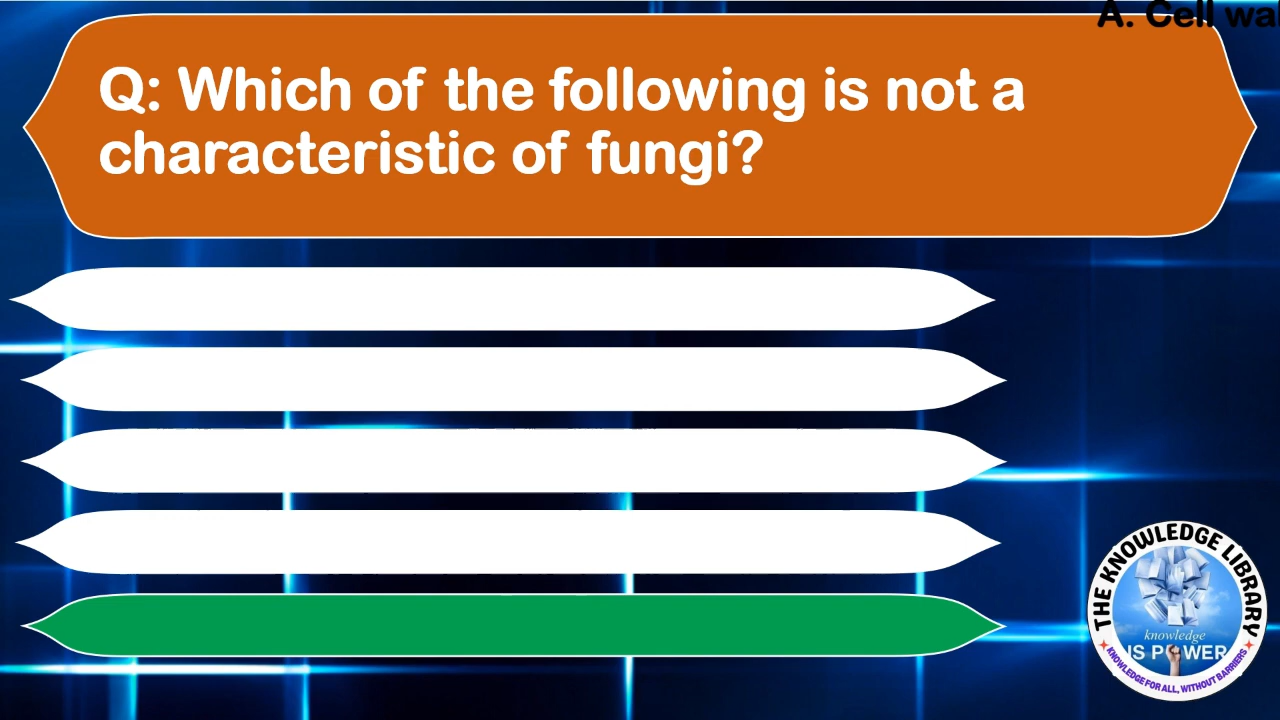 A. Cell wal
Q: Which of the following is not a
characteristic of fungi?
THE KNOWLEDGE LIBRARY
knowledge
IS POWER
KNOWLEDGE FOR ALL, WITHOUT BARRIERS